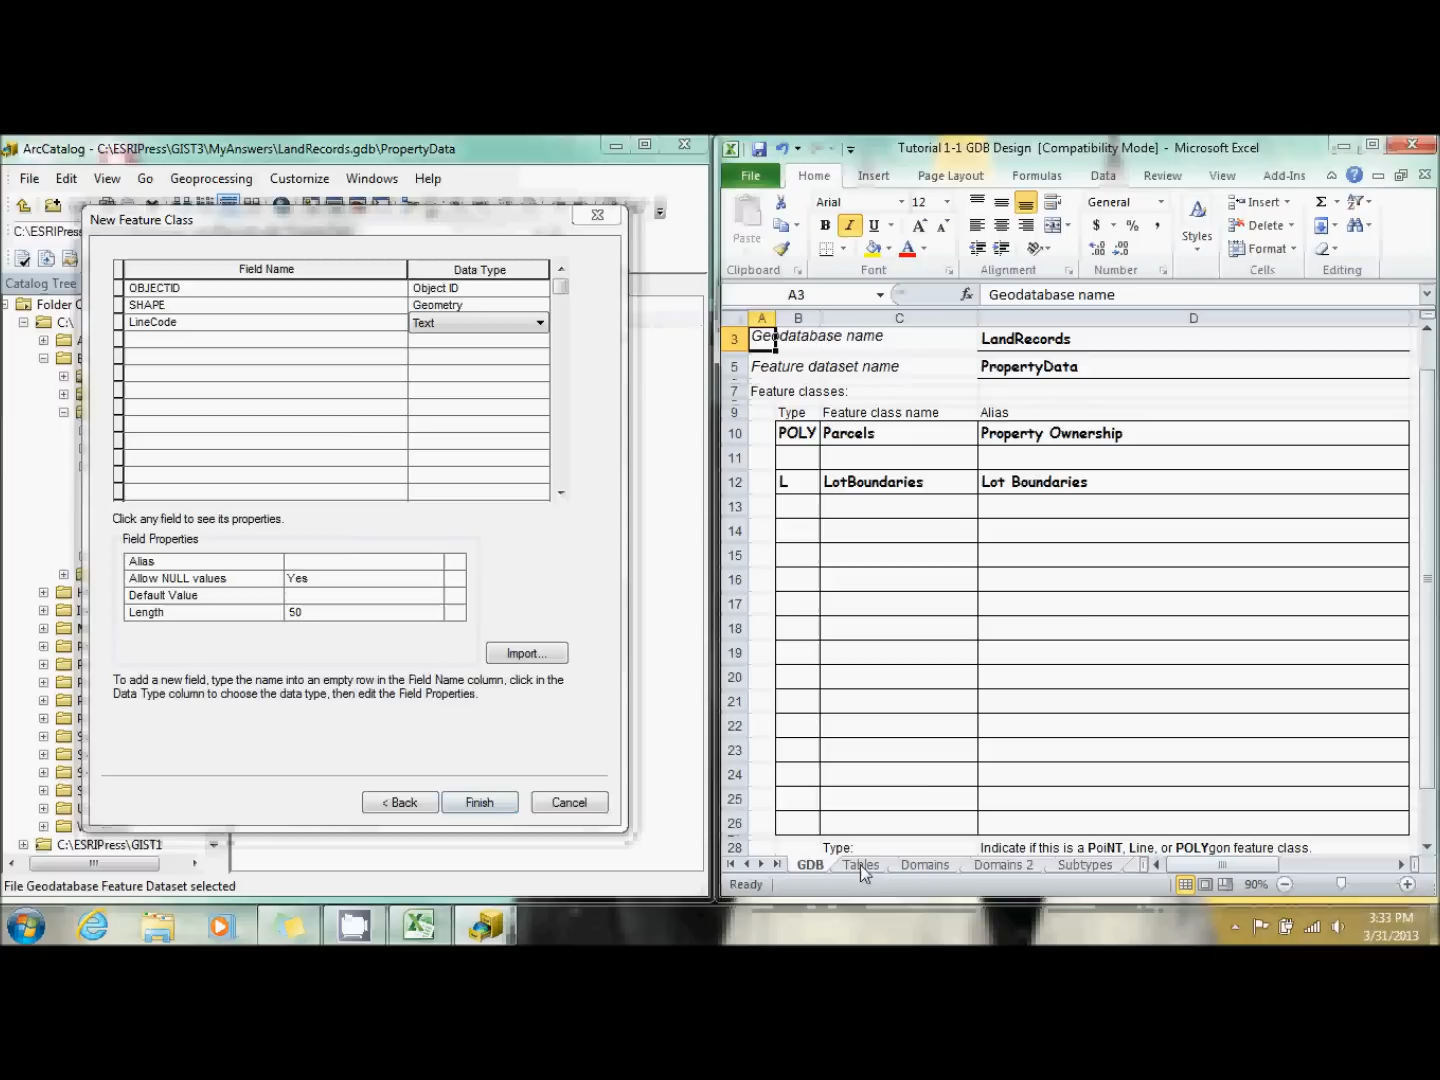 ArcCatalog - C:\ESRIPress\GIST3\MyAnswers\LandRecords.gdb\PropertyData
File Edit View Go Geoprocessing Customize Windows Help
New Feature Class
C:\ESRIPress
Catalog Tree
Folder C
C:\
C:\ESRIPress\GIST1
Field Name Data Type
OBJECTID Object ID
SHAPE Geometry
LineCode Text
Click any field to see its properties.
Field Properties
Alias
Allow NULL values Yes
Default Value
Length 50
Import...
To add a new field, type the name into an empty row in the Field Name column, click in the
Data Type column to choose the data type, then edit the Field Properties.
< Back Finish Cancel
File Geodatabase Feature Dataset selected
Tutorial 1-1 GDB Design [Compatibility Mode] - Microsoft Excel
File Home Insert Page Layout Formulas Data Review View Add-Ins
Paste
Clipboard
Arial 12
B I U
Font
Alignment
General
$ % ,
Number
Styles
Insert
Delete
Format
Cells
Editing
A3 fx Geodatabase name
A B C D
3 Geodatabase name LandRecords
5 Feature dataset name PropertyData
7 Feature classes:
9 Type Feature class name Alias
10 POLY Parcels Property Ownership
11
12 L LotBoundaries Lot Boundaries
13
14
15
16
17
18
19
20
21
22
23
24
25
26
28 Type: Indicate if this is a PoiNT, Line, or POLYgon feature class.
GDB Tables Domains Domains 2 Subtypes
Ready 90%
3:33 PM
3/31/2013